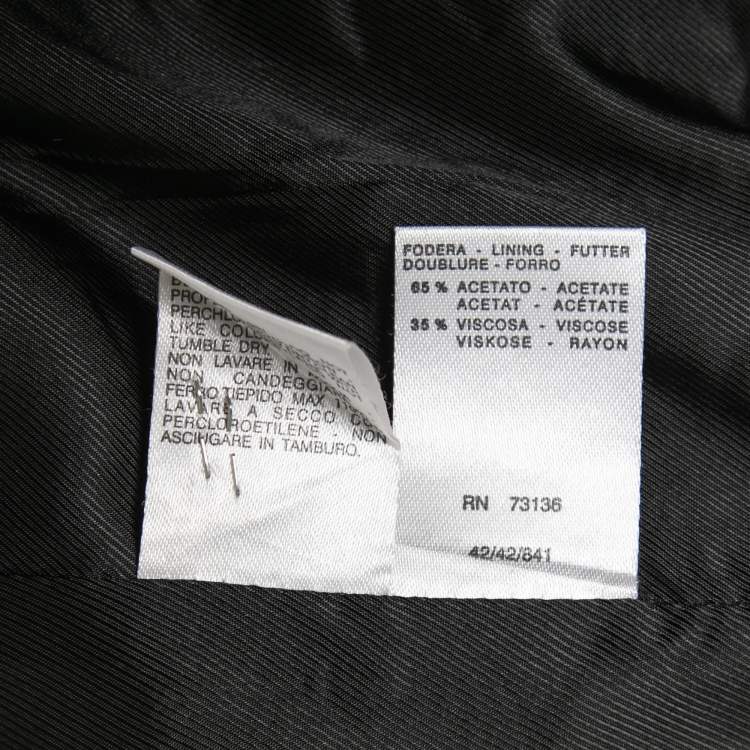 PERCHLO
LIKE COL
TUMBLE DRY
NON LAVARE IN
NON CANDEGGIA
FERRO TIEPIDO MAX
LAVARE A SECCO CO
PERCLOROETILENE - NON
ASCIUGARE IN TAMBURO.
FODERA - LINING - FUTTER
DOUBLURE - FORRO
65 % ACETATO - ACETATE
ACETAT - ACÉTATE
35 % VISCOSA - VISCOSE
VISKOSE - RAYON
RN 73136
42/42/841